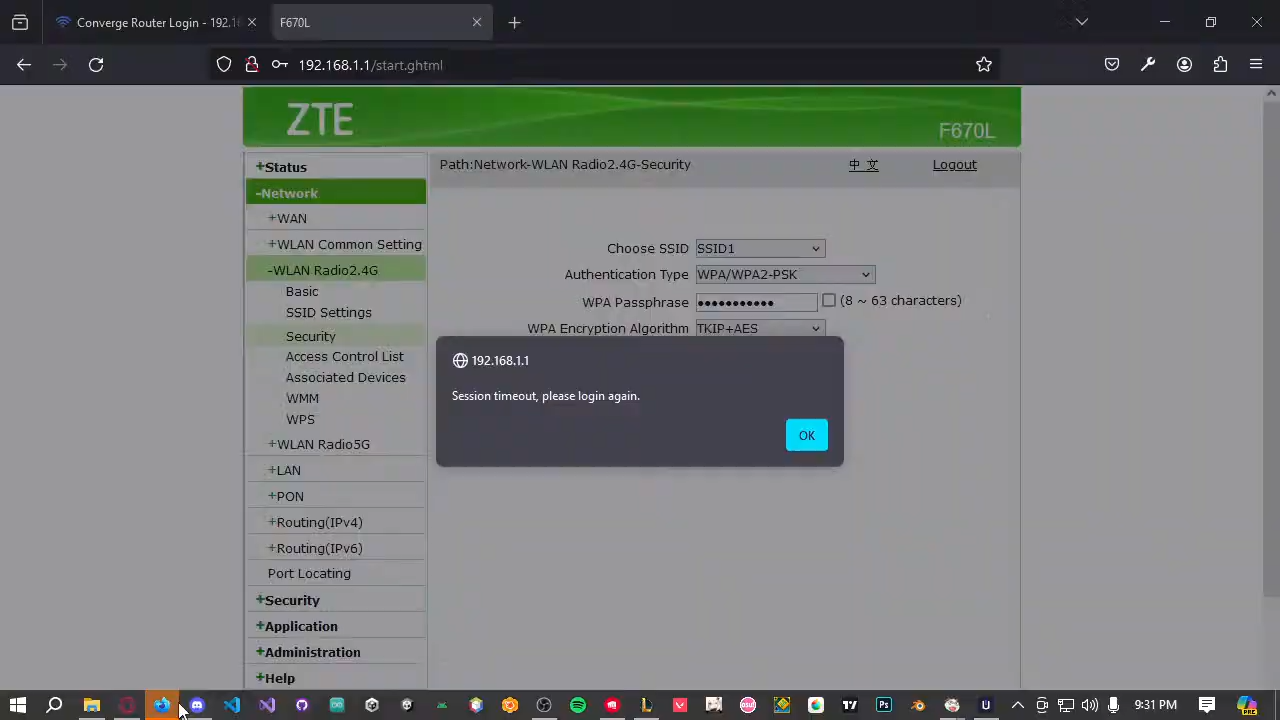 Converge Router Login - 192.16
F670L
192.168.1.1/start.ghtml
ZTE
F670L
+Status
Path:Network-WLAN Radio2.4G-Security
中 文
Logout
-Network
+WAN
+WLAN Common Setting
-WLAN Radio2.4G
Basic
SSID Settings
Security
Access Control List
Associated Devices
WMM
WPS
+WLAN Radio5G
+LAN
+PON
+Routing(IPv4)
+Routing(IPv6)
Port Locating
+Security
+Application
+Administration
+Help
Choose SSID SSID1
Authentication Type WPA/WPA2-PSK
WPA Passphrase ••••••••••• (8 ~ 63 characters)
WPA Encryption Algorithm TKIP+AES
192.168.1.1
Session timeout, please login again.
OK
9:31 PM